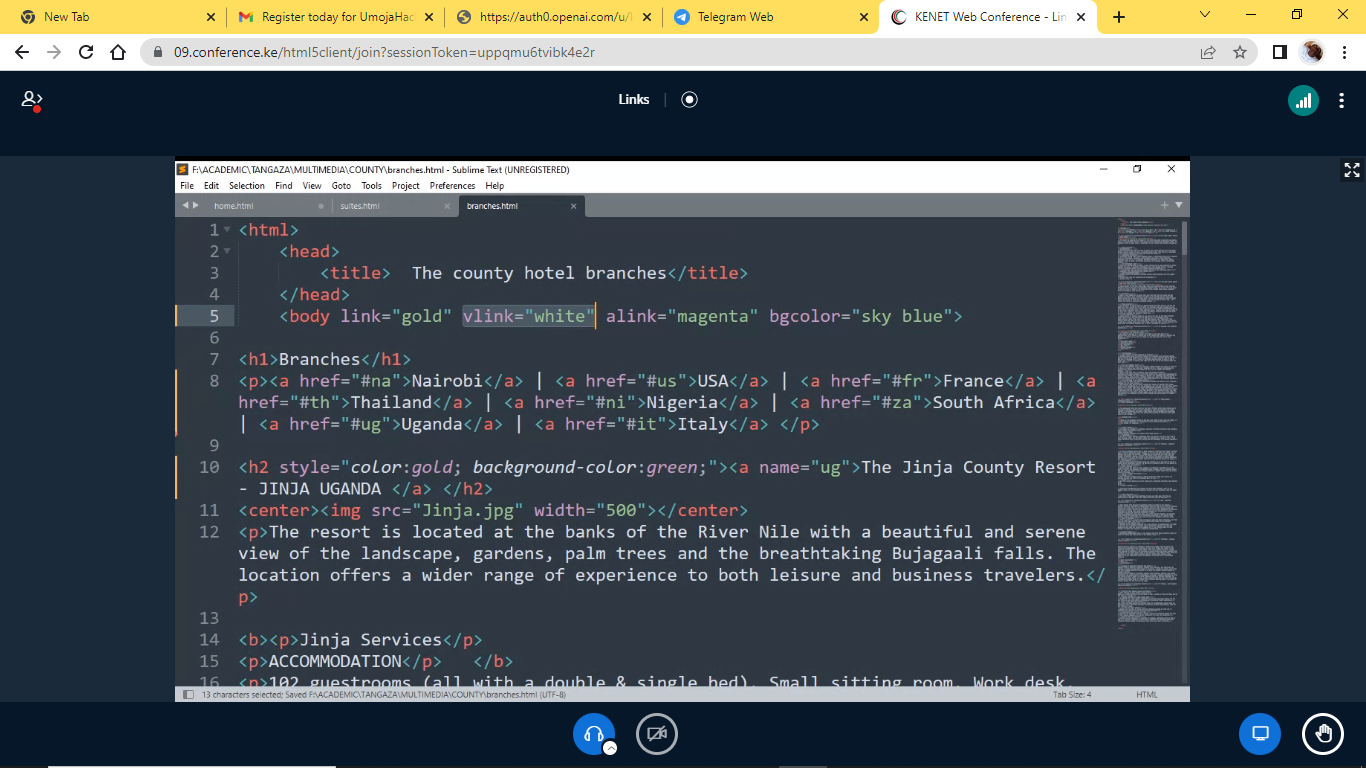 New Tab
Register today for UmojaHac
https://auth0.openai.com/u/l
Telegram Web
KENET Web Conference - Lin
09.conference.ke/html5client/join?sessionToken=uppqmu6tvibk4e2r
Links
F:\ACADEMIC\TANGAZA\MULTIMEDIA\COUNTY\branches.html - Sublime Text (UNREGISTERED)
File Edit Selection Find View Goto Tools Project Preferences Help
home.html suites.html branches.html
1 <html>
2 <head>
3 <title>  The county hotel branches</title>
4 </head>
5 <body link="gold" vlink="white" alink="magenta" bgcolor="sky blue">
6
7 <h1>Branches</h1>
8 <p><a href="#na">Nairobi</a> | <a href="#us">USA</a> | <a href="#fr">France</a> | <a
href="#th">Thailand</a> | <a href="#ni">Nigeria</a> | <a href="#za">South Africa</a>
| <a href="#ug">Uganda</a> | <a href="#it">Italy</a> </p>
9
10 <h2 style="color:gold; background-color:green;"><a name="ug">The Jinja County Resort
- JINJA UGANDA </a> </h2>
11 <center><img src="Jinja.jpg" width="500"></center>
12 <p>The resort is located at the banks of the River Nile with a beautiful and serene
view of the landscape, gardens, palm trees and the breathtaking Bujagaali falls. The
location offers a wider range of experience to both leisure and business travelers.</
p>
13
14 <b><p>Jinja Services</p>
15 <p>ACCOMMODATION</p>   </b>
16 <p>102 guestrooms (all with a double & single bed). Small sitting room. Work desk.
13 characters selected; Saved F:\ACADEMIC\TANGAZA\MULTIMEDIA\COUNTY\branches.html (UTF-8) Tab Size: 4 HTML